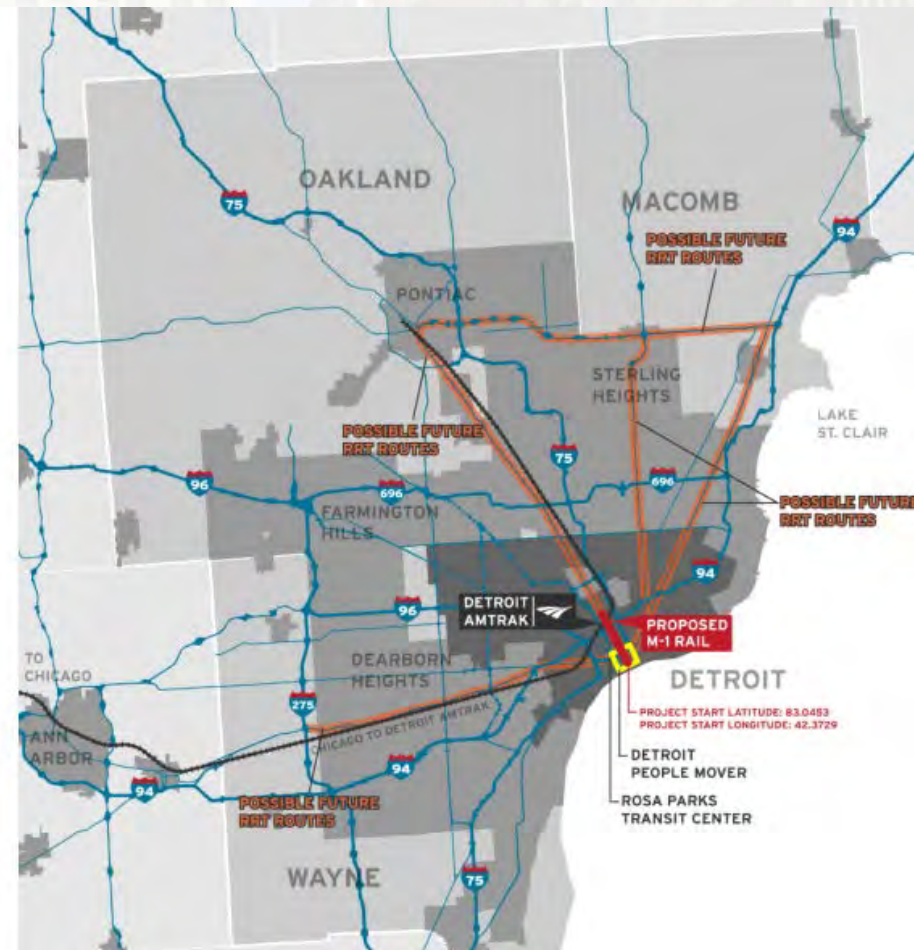 OAKLAND
75
MACOMB
94
POSSIBLE FUTURE
RRT ROUTES
PONTIAC
STERLING
HEIGHTS
LAKE
ST. CLAIR
POSSIBLE FUTURE
RRT ROUTES
75
96
696
696
FARMINGTON
HILLS
POSSIBLE FUTURE
RRT ROUTES
94
DETROIT
AMTRAK
96
PROPOSED
M-1 RAIL
TO
CHICAGO
DEARBORN
HEIGHTS
DETROIT
275
CHICAGO TO DETROIT AMTRAK
PROJECT START LATITUDE: 83.0453
PROJECT START LONGITUDE: 42.3729
ANN
ARBOR
94
94
DETROIT
PEOPLE MOVER
POSSIBLE FUTURE
RRT ROUTES
ROSA PARKS
TRANSIT CENTER
WAYNE
75